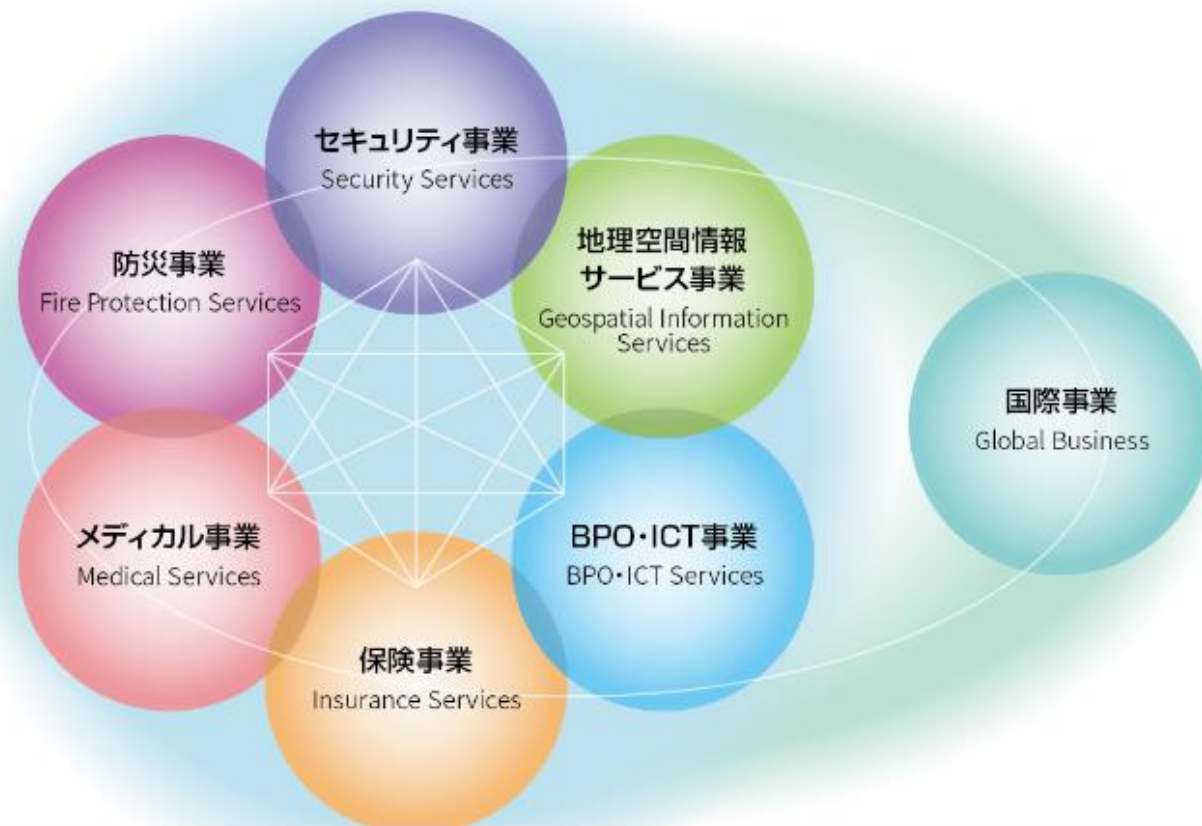 セキュリティ事業
Security Services
防災事業
Fire Protection Services
地理空間情報
サービス事業
Geospatial Information
Services
国際事業
Global Business
メディカル事業
Medical Services
BPO・ICT事業
BPO・ICT Services
保険事業
Insurance Services